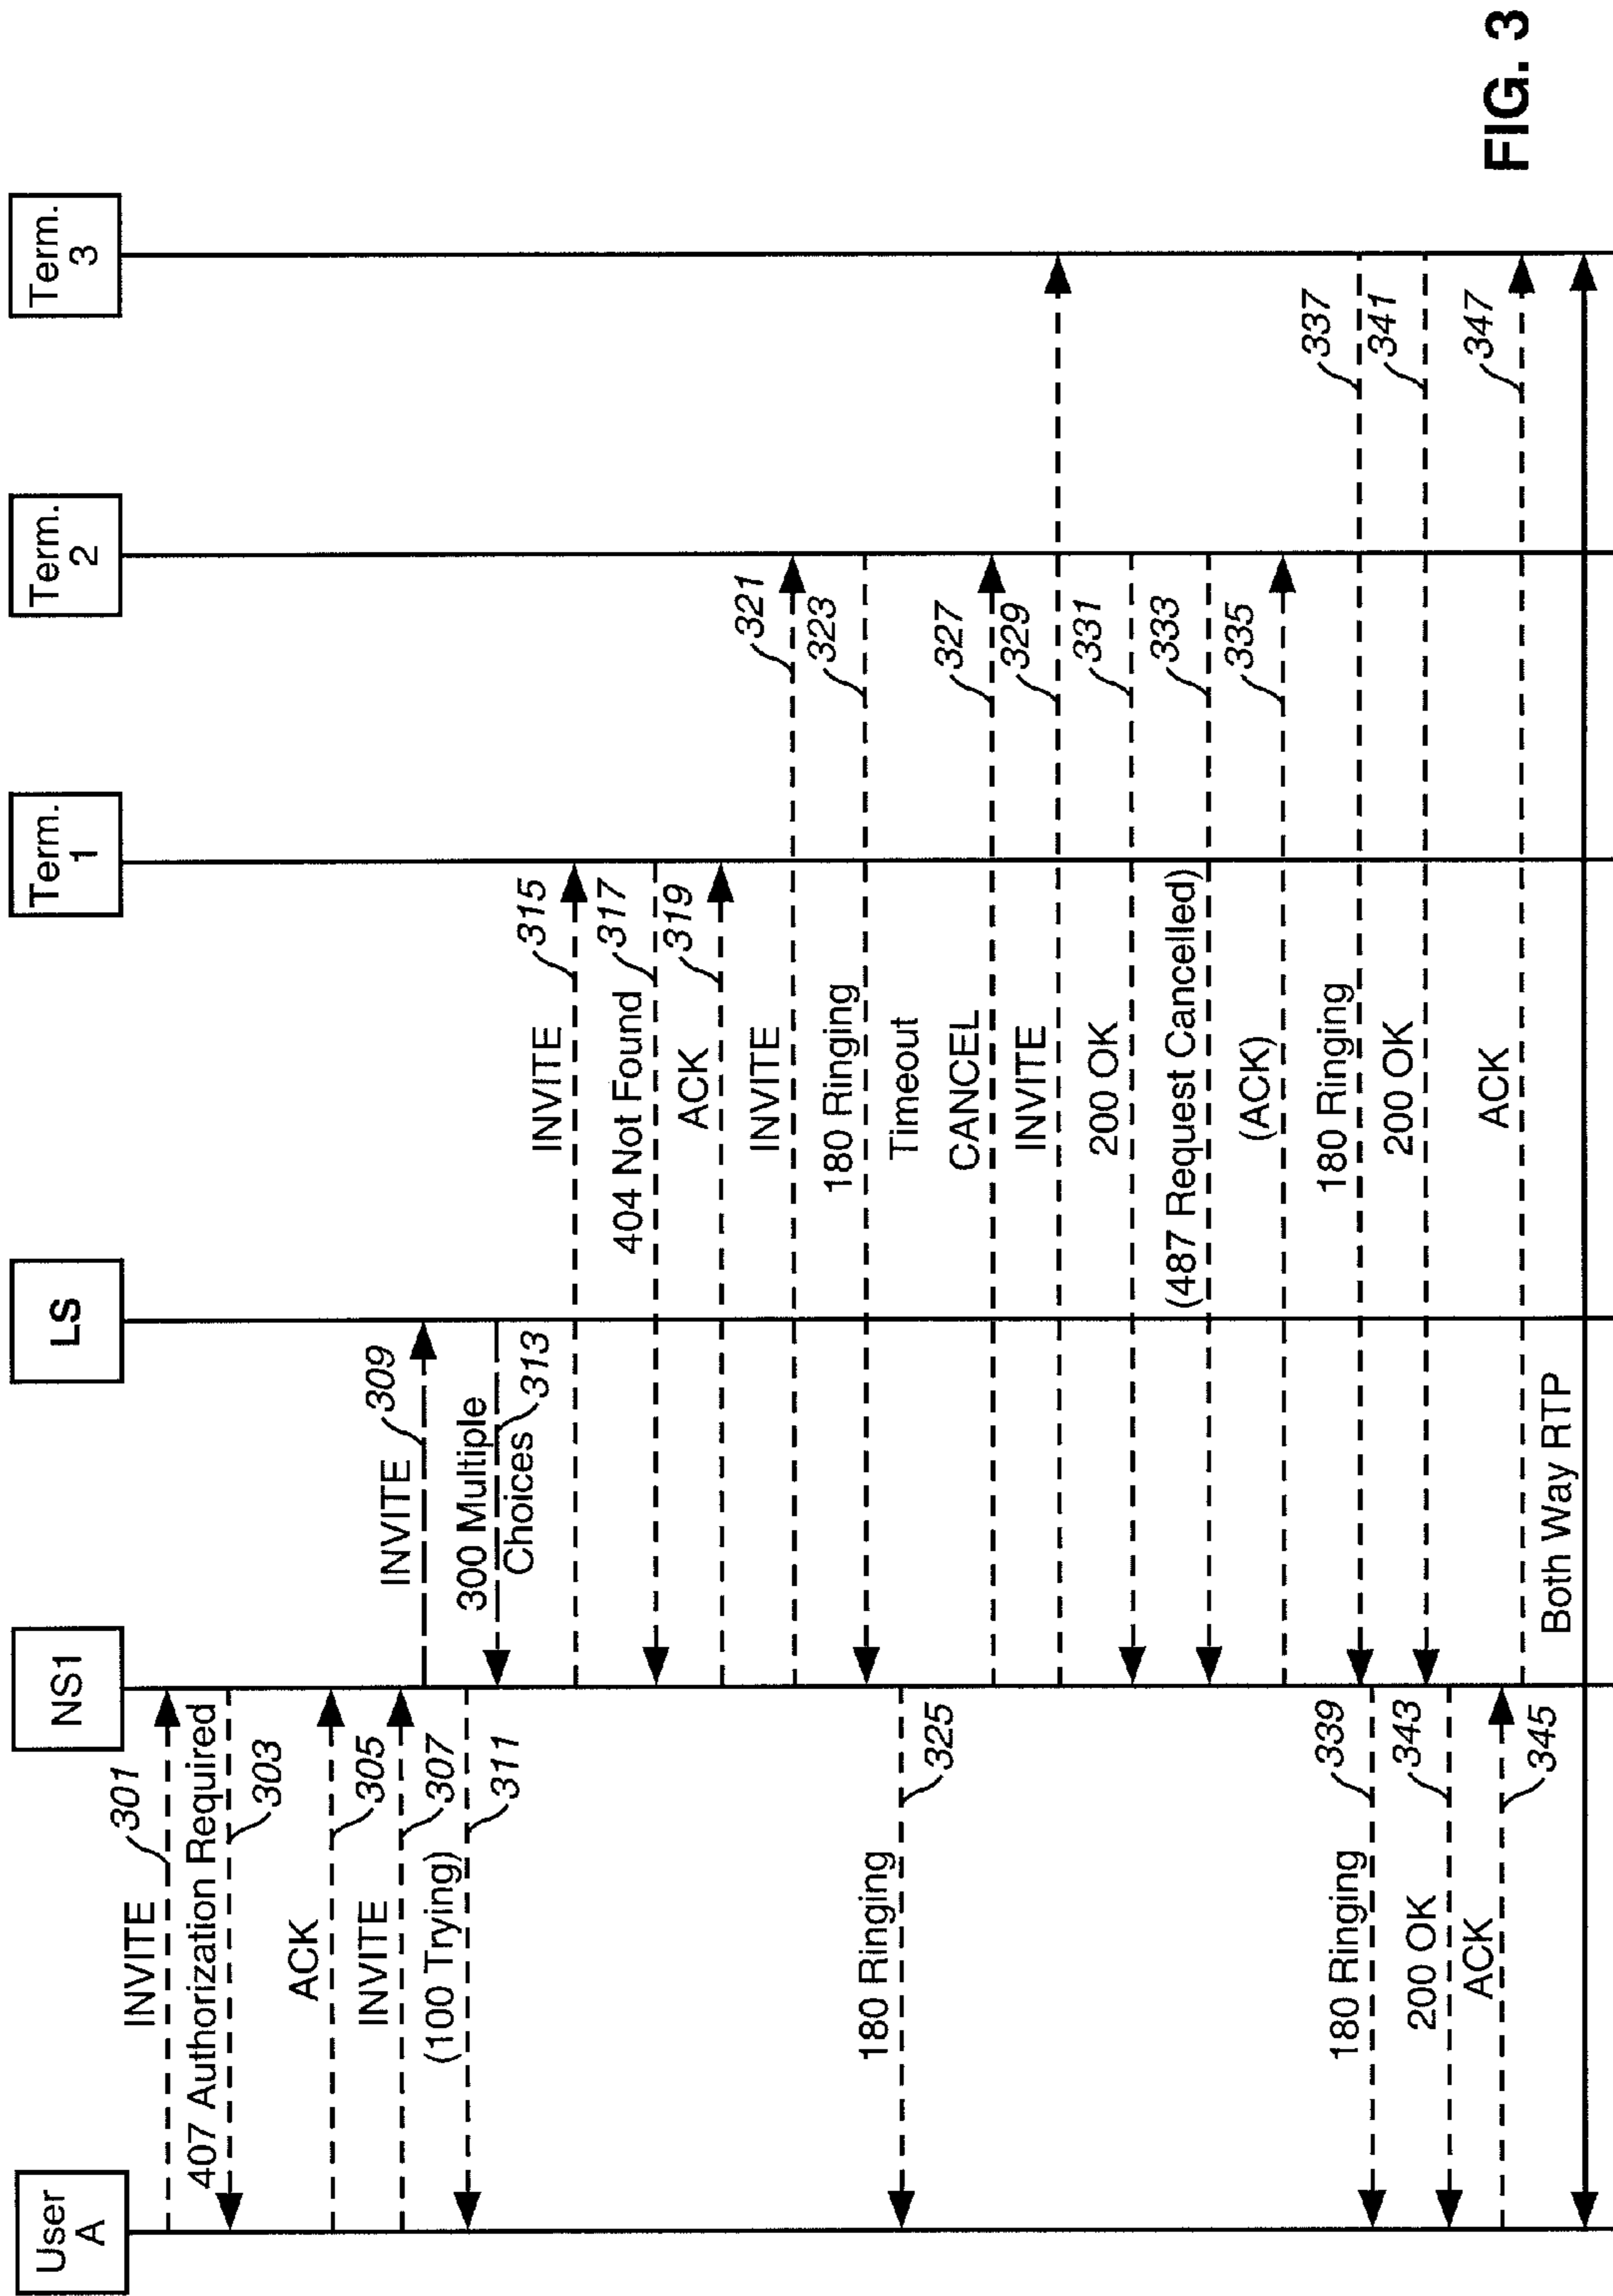 User
A
NS1
LS
Term.
1
Term.
2
Term.
3
INVITE
301
407 Authorization Required
303
ACK
305
INVITE
307
INVITE
309
(100 Trying)
311
300 Multiple
Choices
313
INVITE
315
404 Not Found
317
ACK
319
INVITE
321
180 Ringing
323
180 Ringing
325
Timeout
CANCEL
327
INVITE
329
200 OK
331
(487 Request Cancelled)
333
(ACK)
335
180 Ringing
337
180 Ringing
339
200 OK
341
200 OK
343
ACK
345
ACK
347
Both Way RTP
FIG. 3